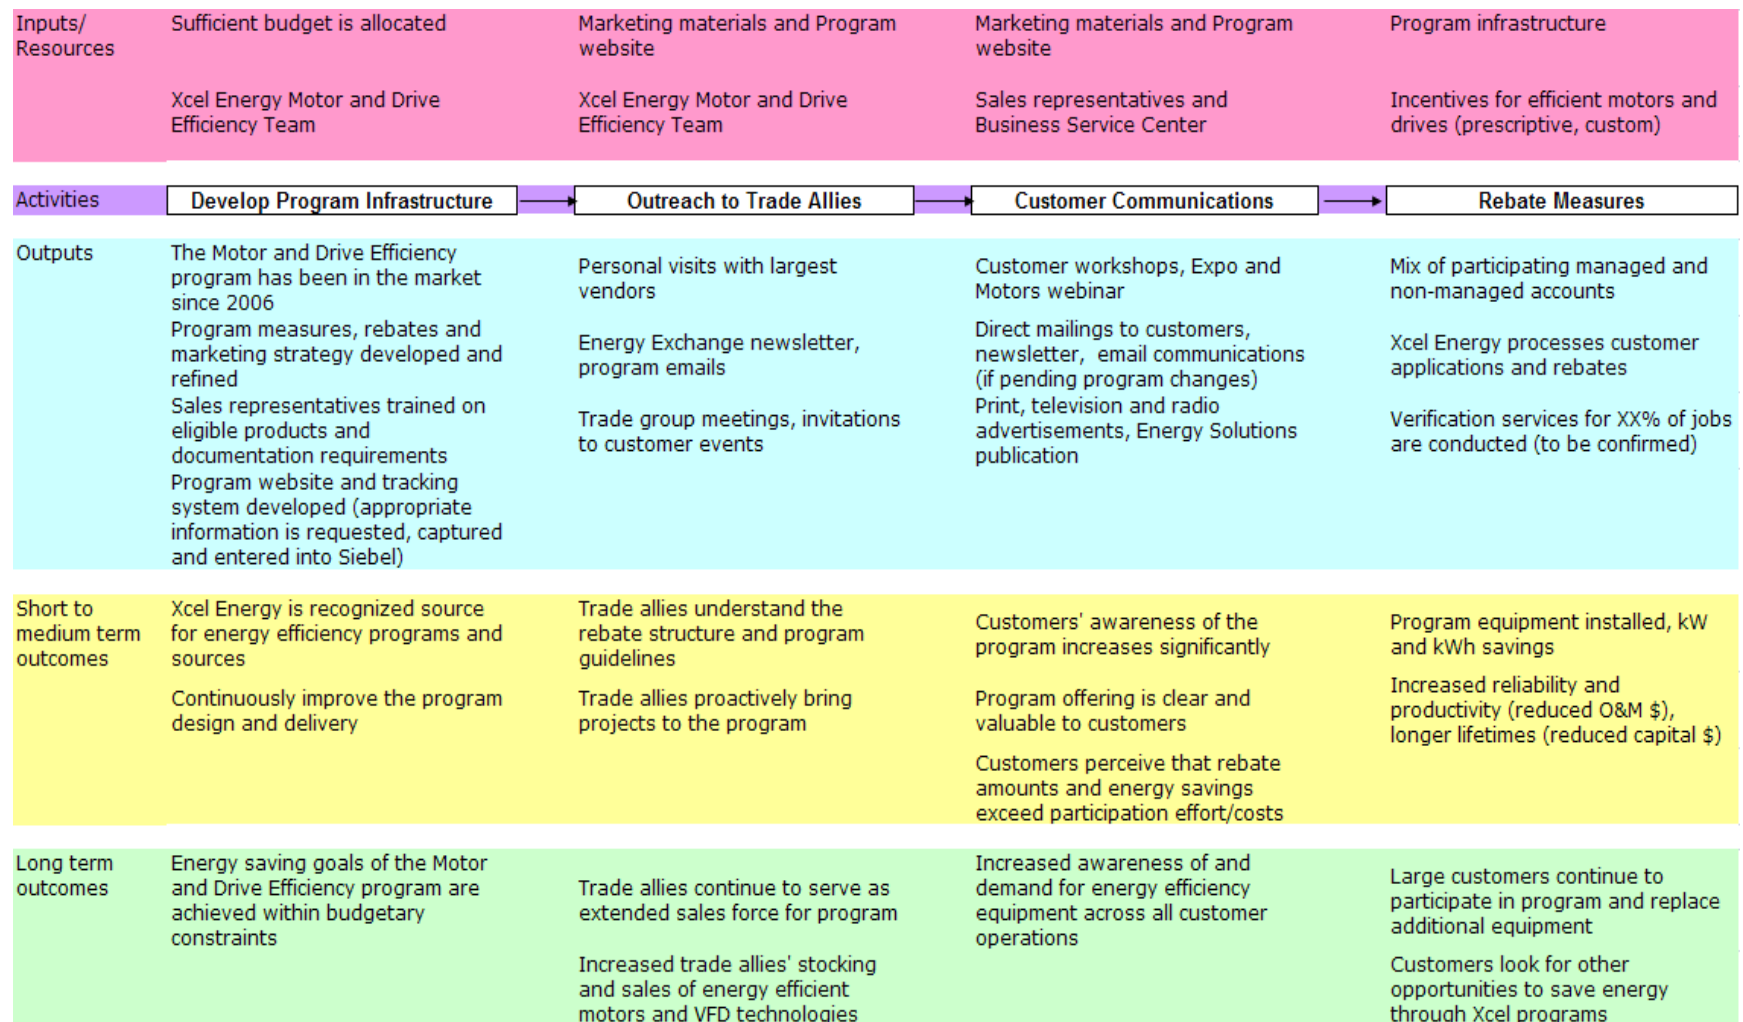 Inputs/
Resources
Sufficient budget is allocated
Marketing materials and Program
website
Marketing materials and Program
website
Program infrastructure
Xcel Energy Motor and Drive
Efficiency Team
Xcel Energy Motor and Drive
Efficiency Team
Sales representatives and
Business Service Center
Incentives for efficient motors and
drives (prescriptive, custom)
Activities
Develop Program Infrastructure
Outreach to Trade Allies
Customer Communications
Rebate Measures
Outputs
The Motor and Drive Efficiency
program has been in the market
since 2006
Personal visits with largest
vendors
Customer workshops, Expo and
Motors webinar
Mix of participating managed and
non-managed accounts
Program measures, rebates and
marketing strategy developed and
refined
Energy Exchange newsletter,
program emails
Direct mailings to customers,
newsletter,  email communications
(if pending program changes)
Xcel Energy processes customer
applications and rebates
Sales representatives trained on
eligible products and
documentation requirements
Trade group meetings, invitations
to customer events
Print, television and radio
advertisements, Energy Solutions
publication
Verification services for XX% of jobs
are conducted (to be confirmed)
Program website and tracking
system developed (appropriate
information is requested, captured
and entered into Siebel)
Short to
medium term
outcomes
Xcel Energy is recognized source
for energy efficiency programs and
sources
Trade allies understand the
rebate structure and program
guidelines
Customers' awareness of the
program increases significantly
Program equipment installed, kW
and kWh savings
Continuously improve the program
design and delivery
Trade allies proactively bring
projects to the program
Program offering is clear and
valuable to customers
Increased reliability and
productivity (reduced O&M $),
longer lifetimes (reduced capital $)
Customers perceive that rebate
amounts and energy savings
exceed participation effort/costs
Long term
outcomes
Energy saving goals of the Motor
and Drive Efficiency program are
achieved within budgetary
constraints
Trade allies continue to serve as
extended sales force for program
Increased awareness of and
demand for energy efficiency
equipment across all customer
operations
Large customers continue to
participate in program and replace
additional equipment
Increased trade allies' stocking
and sales of energy efficient
motors and VFD technologies
Customers look for other
opportunities to save energy
through Xcel programs